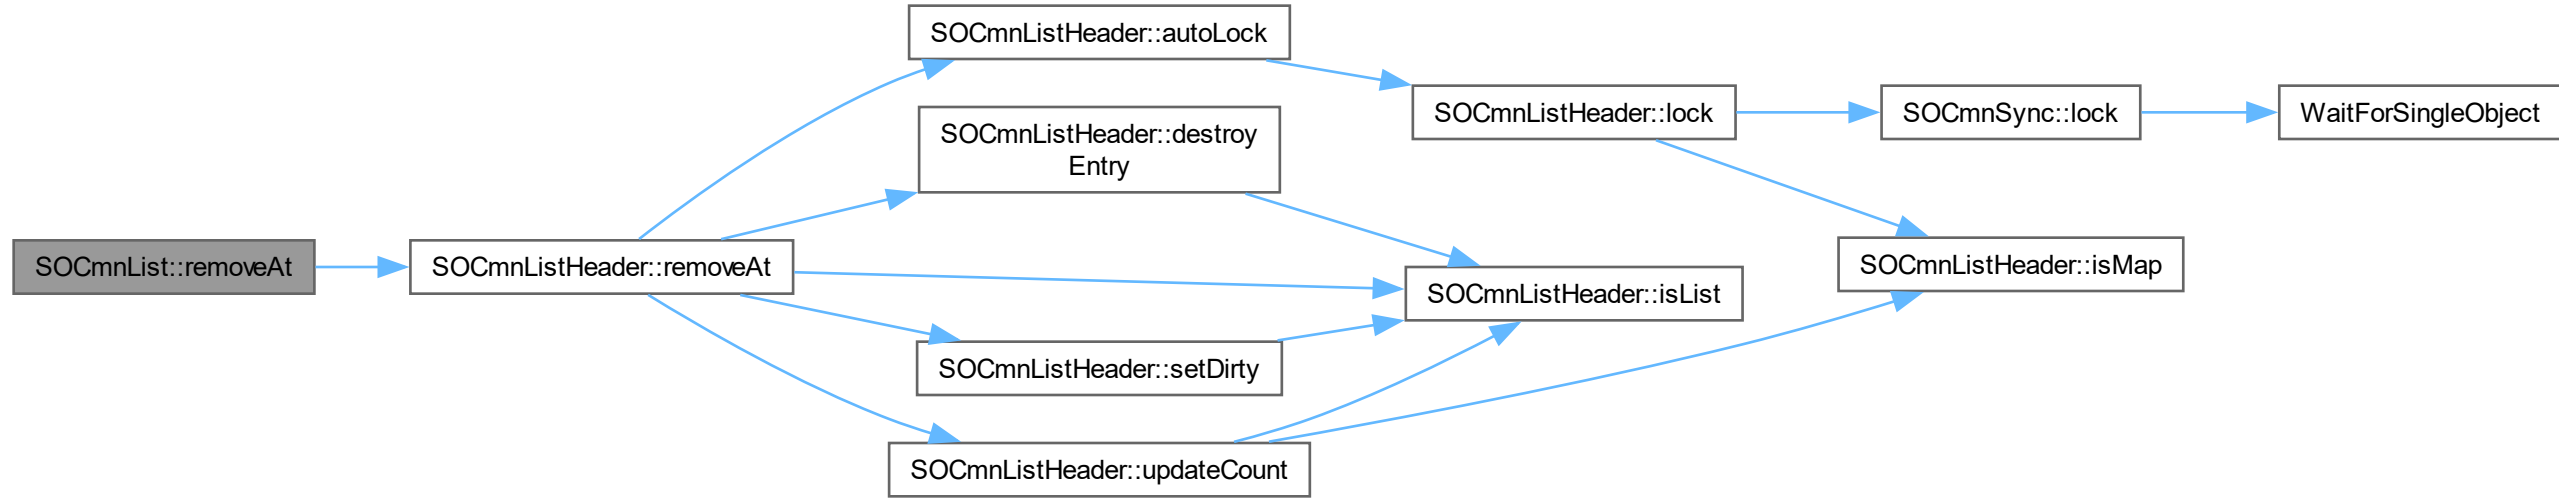 SOCmnList::removeAt
SOCmnListHeader::removeAt
SOCmnListHeader::autoLock
SOCmnListHeader::destroy
Entry
SOCmnListHeader::setDirty
SOCmnListHeader::updateCount
SOCmnListHeader::lock
SOCmnListHeader::isList
SOCmnSync::lock
SOCmnListHeader::isMap
WaitForSingleObject